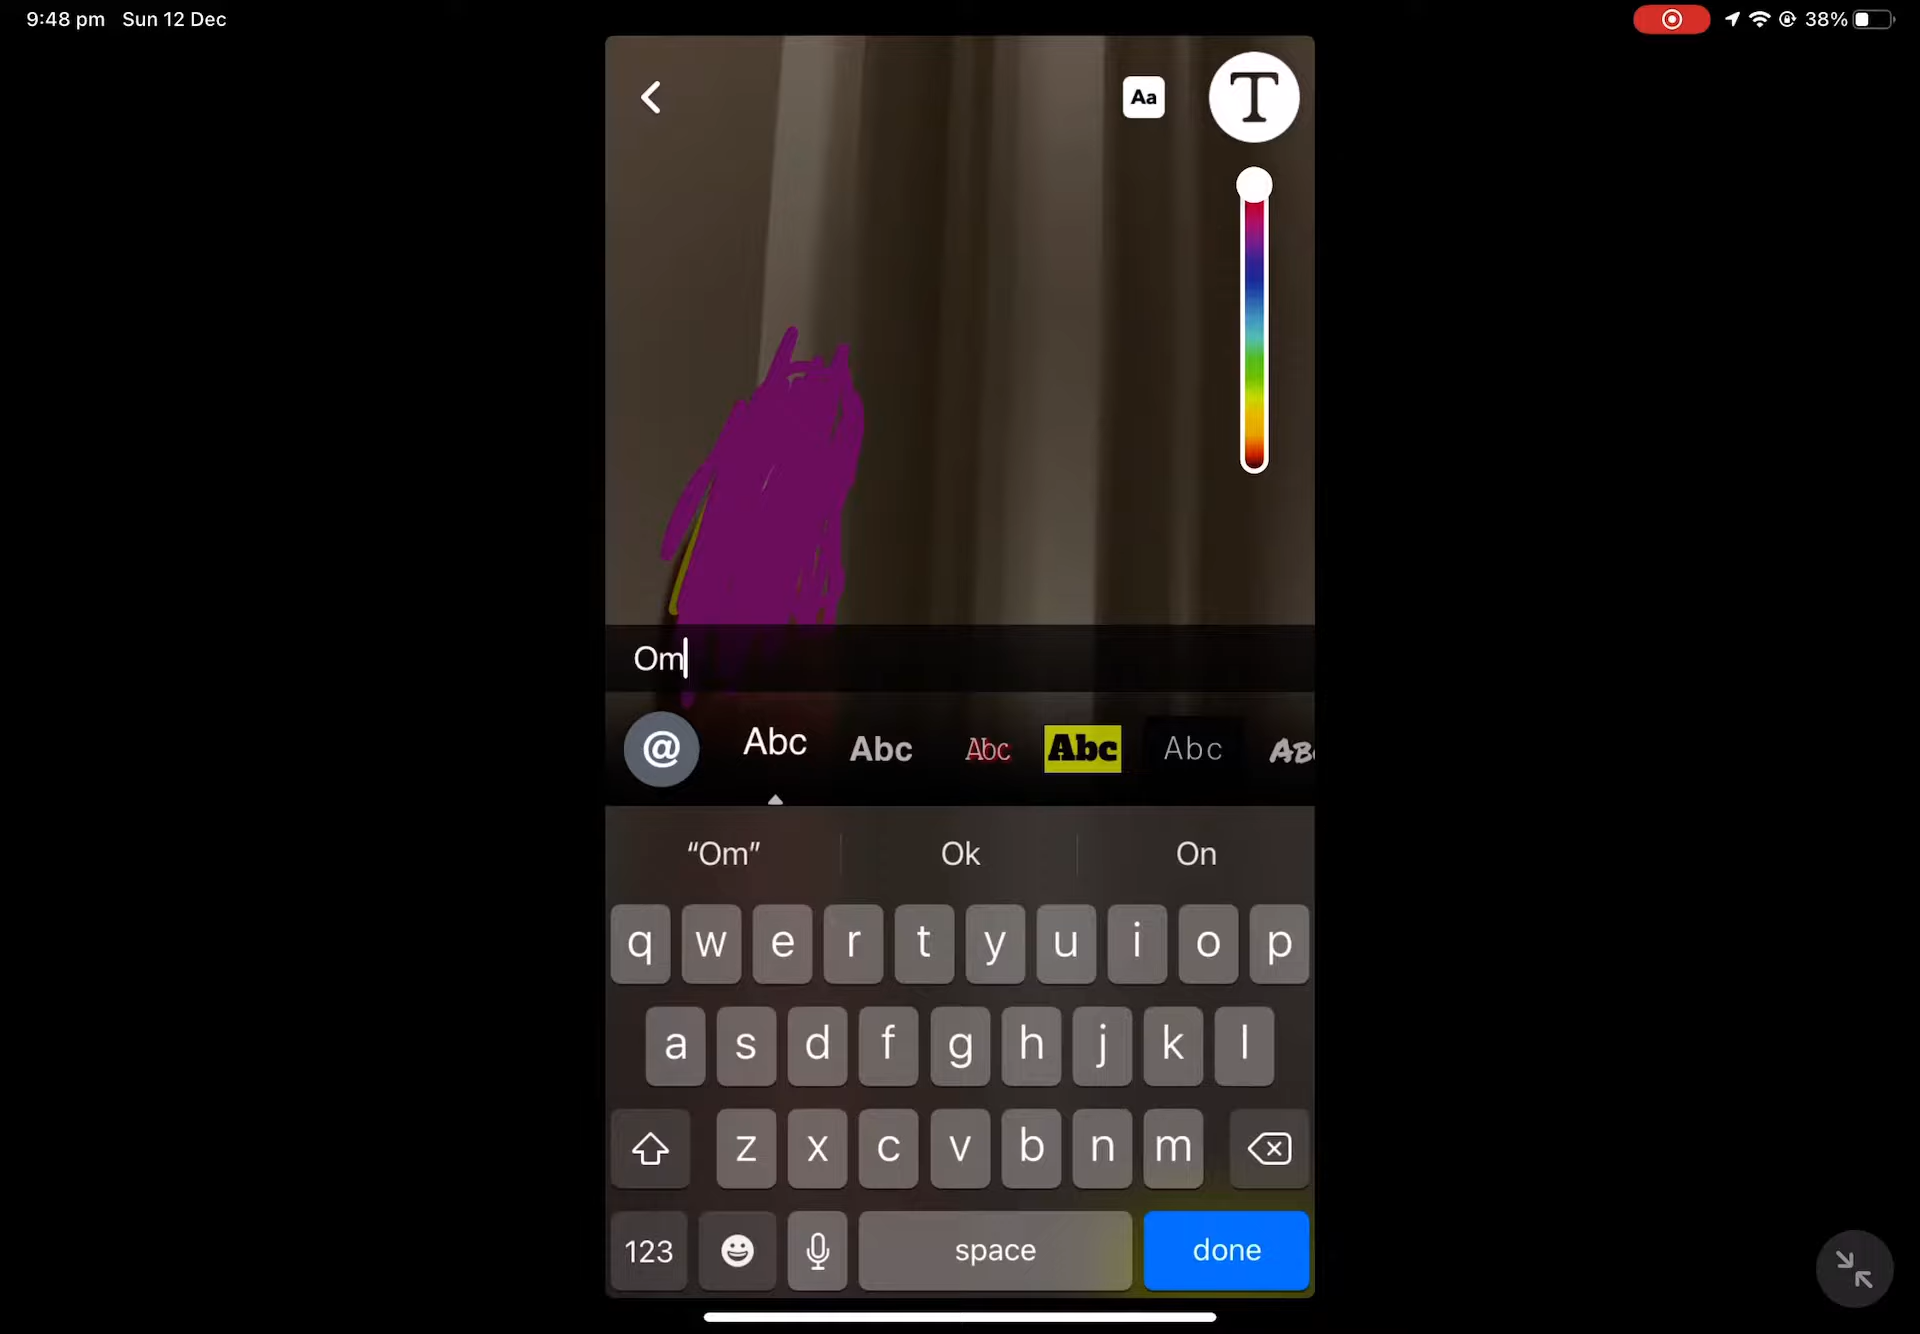 9:48 pm Sun 12 Dec 38%
Aa T
Om
@ Abc Abc Abc Abc Abc ABC
“Om” Ok On
q w e r t y u i o p
a s d f g h j k l
z x c v b n m
123 space done